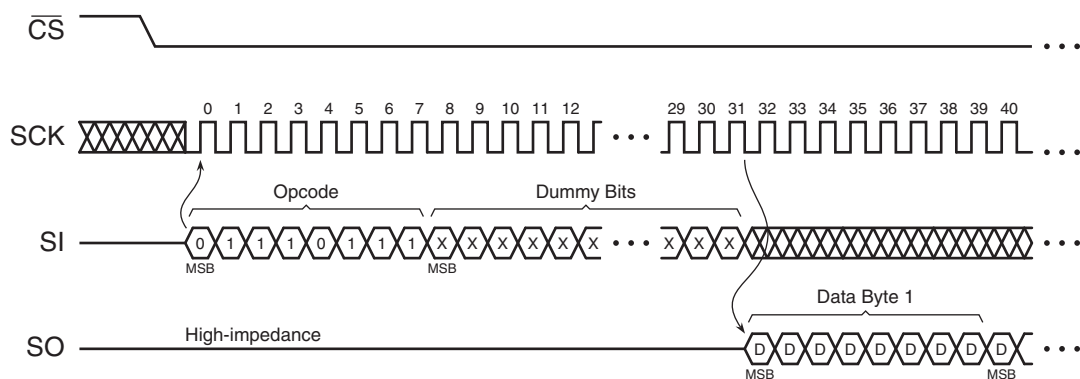 CS
0 1 2 3 4 5 6 7 8 9 10 11 12 29 30 31 32 33 34 35 36 37 38 39 40
SCK
Opcode Dummy Bits
SI 0 1 1 1 0 1 1 1 X X X X X X X X X
MSB MSB
Data Byte 1
High-impedance
SO D D D D D D D D D
MSB MSB